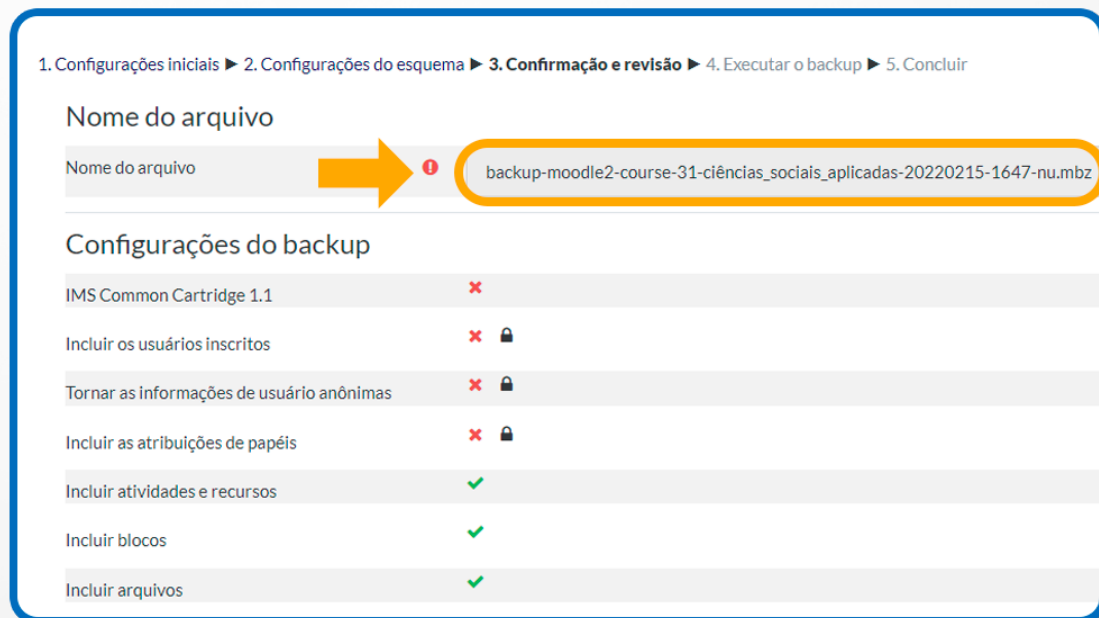 1. Configurações iniciais ► 2. Configurações do esquema ► 3. Confirmação e revisão ► 4. Executar o backup ► 5. Concluir
Nome do arquivo
Nome do arquivo backup-moodle2-course-31-ciências_sociais_aplicadas-20220215-1647-nu.mbz
Configurações do backup
IMS Common Cartridge 1.1
Incluir os usuários inscritos
Tornar as informações de usuário anônimas
Incluir as atribuições de papéis
Incluir atividades e recursos
Incluir blocos
Incluir arquivos